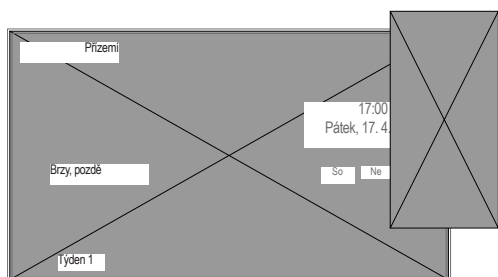 Přízemí
17:00
Pátek, 17. 4.
Brzy, pozdě
So Ne
Týden 1